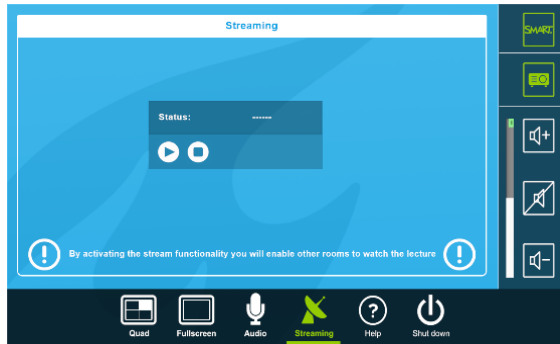 Streaming
SMART.
Status: ------
By activating the stream functionality you will enable other rooms to watch the lecture
Quad
Fullscreen
Audio
Streaming
Help
Shut down